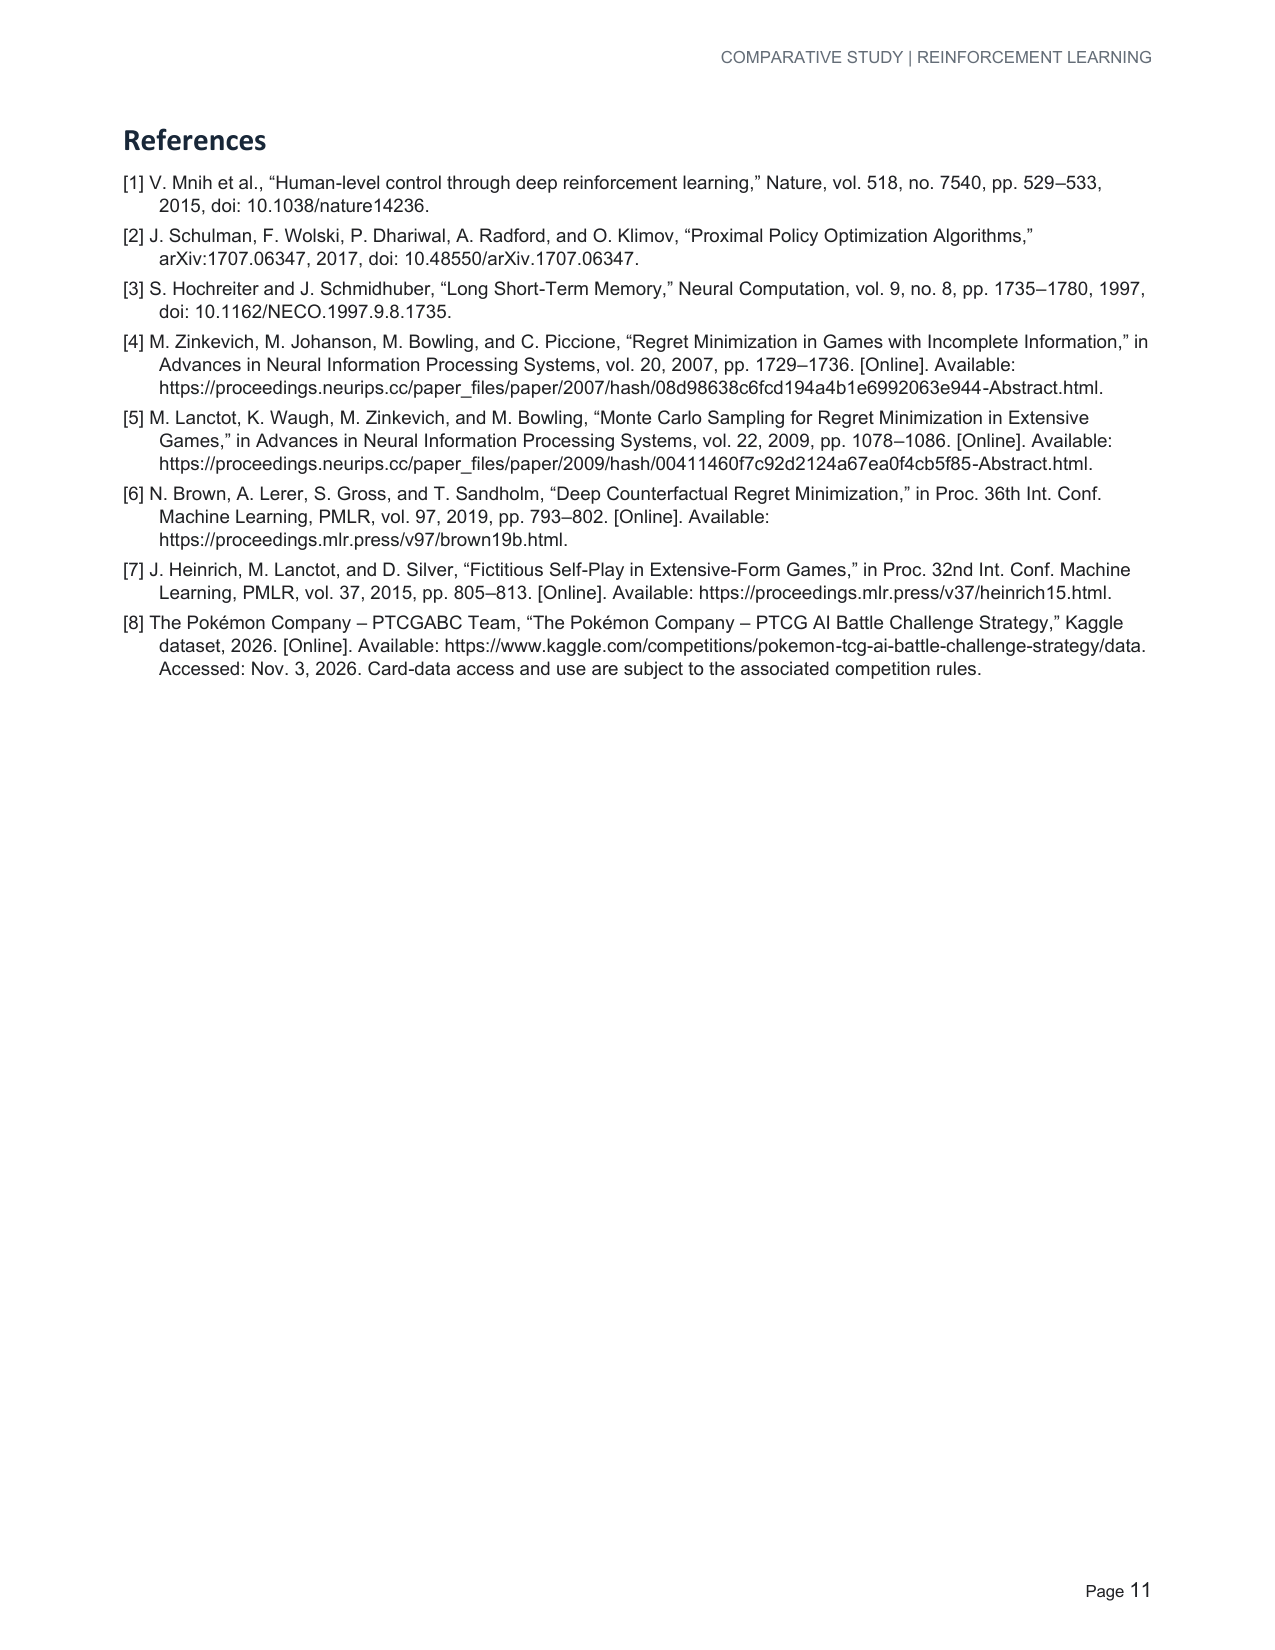 COMPARATIVE STUDY | REINFORCEMENT LEARNING
References
[1] V. Mnih et al., “Human-level control through deep reinforcement learning,” Nature, vol. 518, no. 7540, pp. 529–533,
2015, doi: 10.1038/nature14236.
[2] J. Schulman, F. Wolski, P. Dhariwal, A. Radford, and O. Klimov, “Proximal Policy Optimization Algorithms,”
arXiv:1707.06347, 2017, doi: 10.48550/arXiv.1707.06347.
[3] S. Hochreiter and J. Schmidhuber, “Long Short-Term Memory,” Neural Computation, vol. 9, no. 8, pp. 1735–1780, 1997,
doi: 10.1162/NECO.1997.9.8.1735.
[4] M. Zinkevich, M. Johanson, M. Bowling, and C. Piccione, “Regret Minimization in Games with Incomplete Information,” in
Advances in Neural Information Processing Systems, vol. 20, 2007, pp. 1729–1736. [Online]. Available:
https://proceedings.neurips.cc/paper_files/paper/2007/hash/08d98638c6fcd194a4b1e6992063e944-Abstract.html.
[5] M. Lanctot, K. Waugh, M. Zinkevich, and M. Bowling, “Monte Carlo Sampling for Regret Minimization in Extensive
Games,” in Advances in Neural Information Processing Systems, vol. 22, 2009, pp. 1078–1086. [Online]. Available:
https://proceedings.neurips.cc/paper_files/paper/2009/hash/00411460f7c92d2124a67ea0f4cb5f85-Abstract.html.
[6] N. Brown, A. Lerer, S. Gross, and T. Sandholm, “Deep Counterfactual Regret Minimization,” in Proc. 36th Int. Conf.
Machine Learning, PMLR, vol. 97, 2019, pp. 793–802. [Online]. Available:
https://proceedings.mlr.press/v97/brown19b.html.
[7] J. Heinrich, M. Lanctot, and D. Silver, “Fictitious Self-Play in Extensive-Form Games,” in Proc. 32nd Int. Conf. Machine
Learning, PMLR, vol. 37, 2015, pp. 805–813. [Online]. Available: https://proceedings.mlr.press/v37/heinrich15.html.
[8] The Pokémon Company – PTCGABC Team, “The Pokémon Company – PTCG AI Battle Challenge Strategy,” Kaggle
dataset, 2026. [Online]. Available: https://www.kaggle.com/competitions/pokemon-tcg-ai-battle-challenge-strategy/data.
Accessed: Nov. 3, 2026. Card-data access and use are subject to the associated competition rules.
Page 11